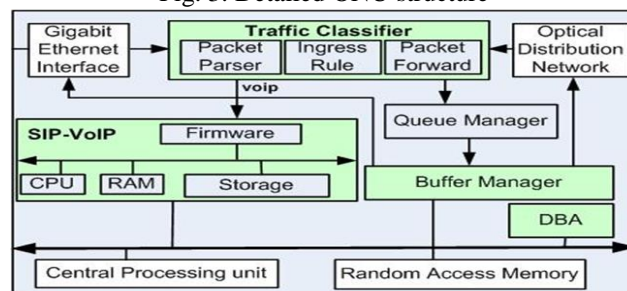 Fig. 3. Detailed ONU structure
Traffic Classifier
Gigabit
Ethernet
Interface
Packet
Parser
Ingress
Rule
Packet
Forward
Optical
Distribution
Network
voip
SIP-VoIP
Firmware
CPU
RAM
Storage
Queue Manager
Buffer Manager
DBA
Central Processing unit
Random Access Memory